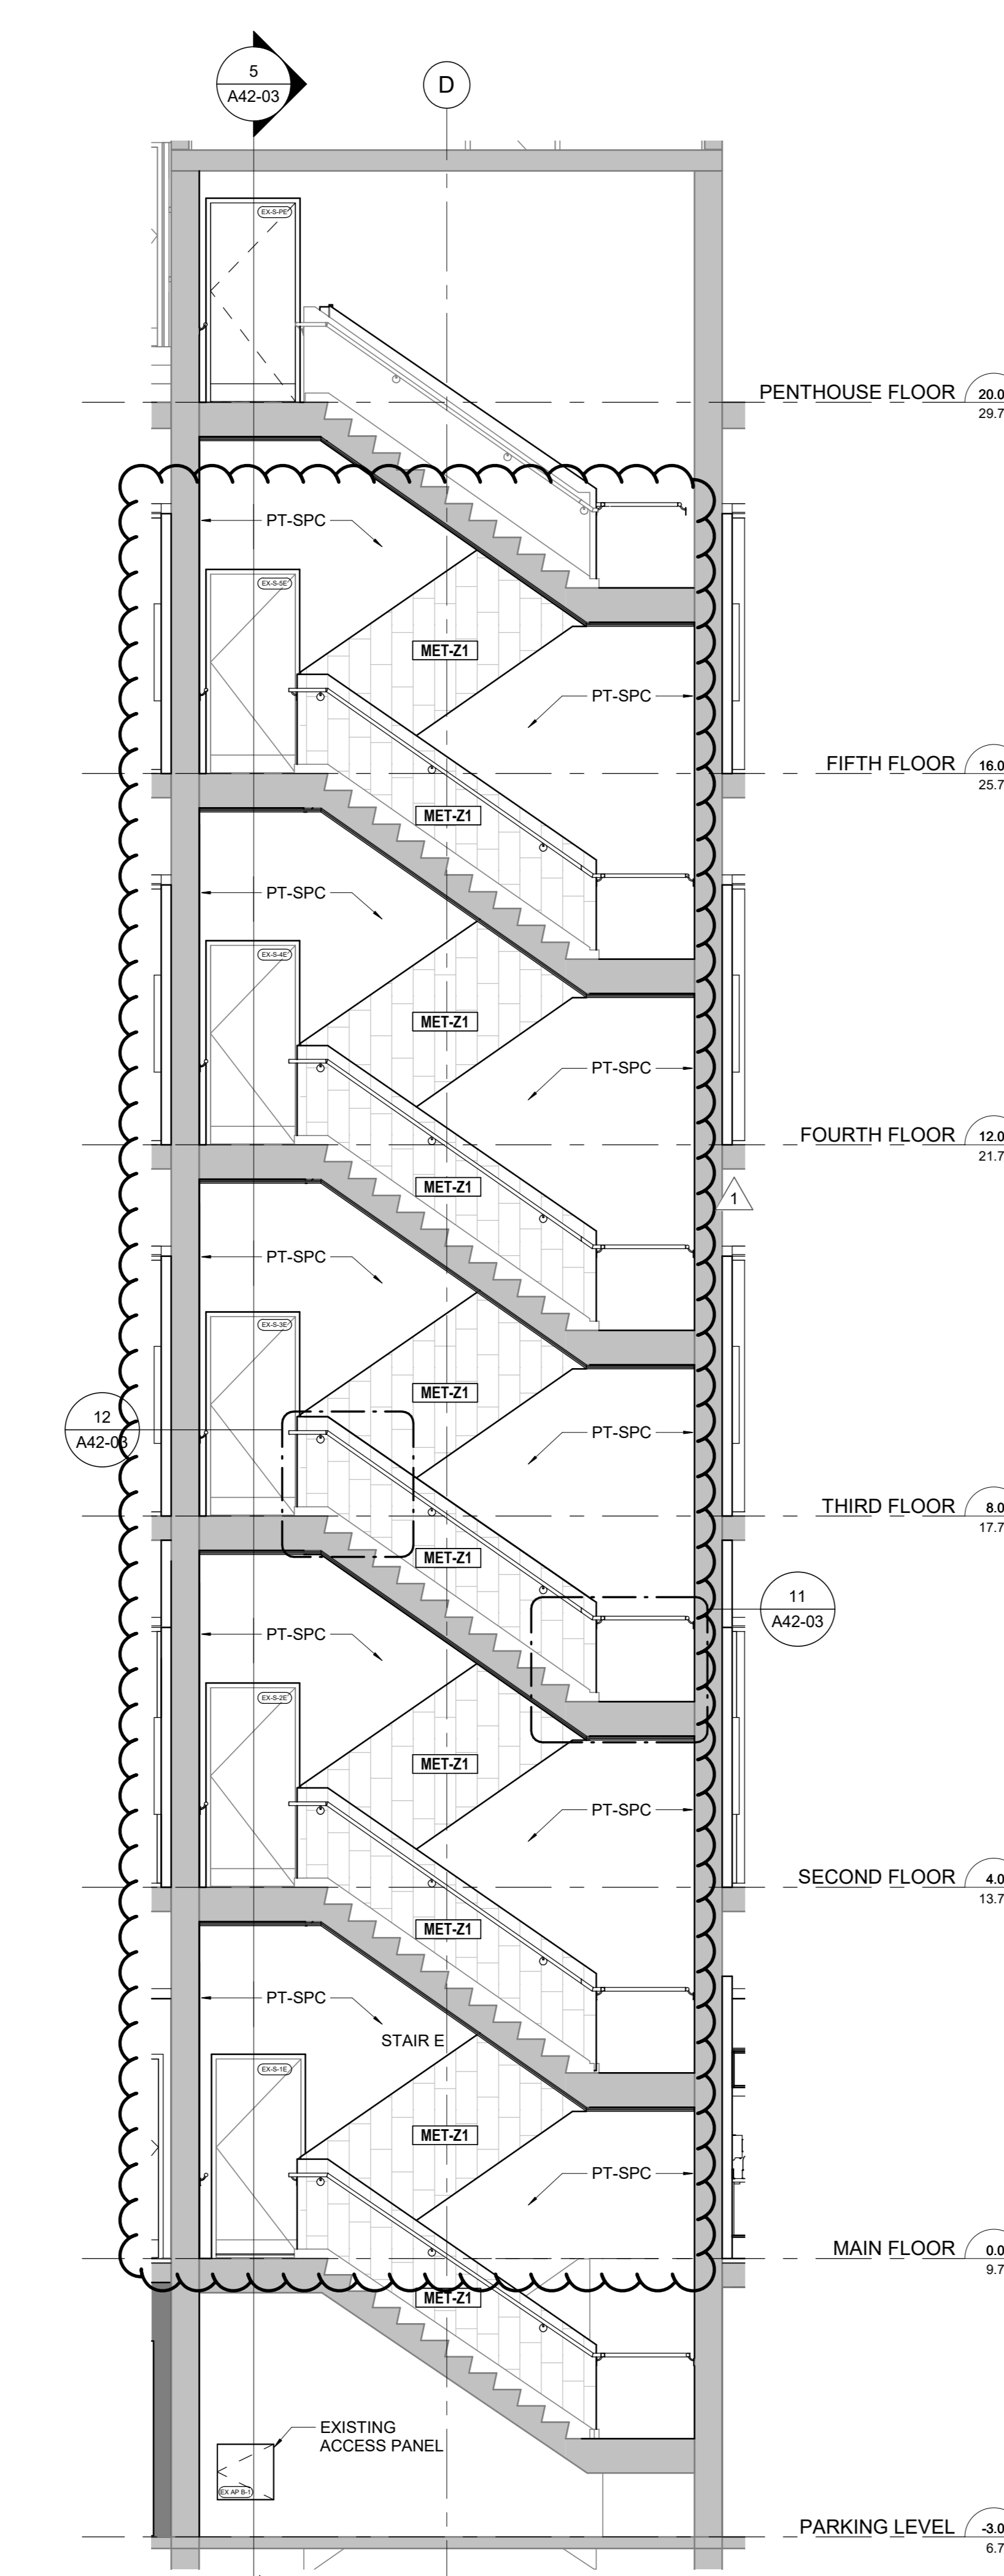 5
A42-03
D
EX-S-PE
PENTHOUSE FLOOR 20.0
29.7
PT-SPC
EX-S-5E
MET-Z1
PT-SPC
FIFTH FLOOR 16.0
25.7
MET-Z1
PT-SPC
EX-S-4E
MET-Z1
PT-SPC
FOURTH FLOOR 12.0
21.7
MET-Z1
1
PT-SPC
EX-S-3E
MET-Z1
12
A42-03
PT-SPC
THIRD FLOOR 8.0
17.7
MET-Z1
11
A42-03
PT-SPC
EX-S-2E
MET-Z1
PT-SPC
SECOND FLOOR 4.0
13.7
MET-Z1
PT-SPC
STAIR E
EX-S-1E
MET-Z1
PT-SPC
MAIN FLOOR 0.0
9.7
MET-Z1
EXISTING
ACCESS PANEL
EX AP B-1
PARKING LEVEL -3.0
6.7